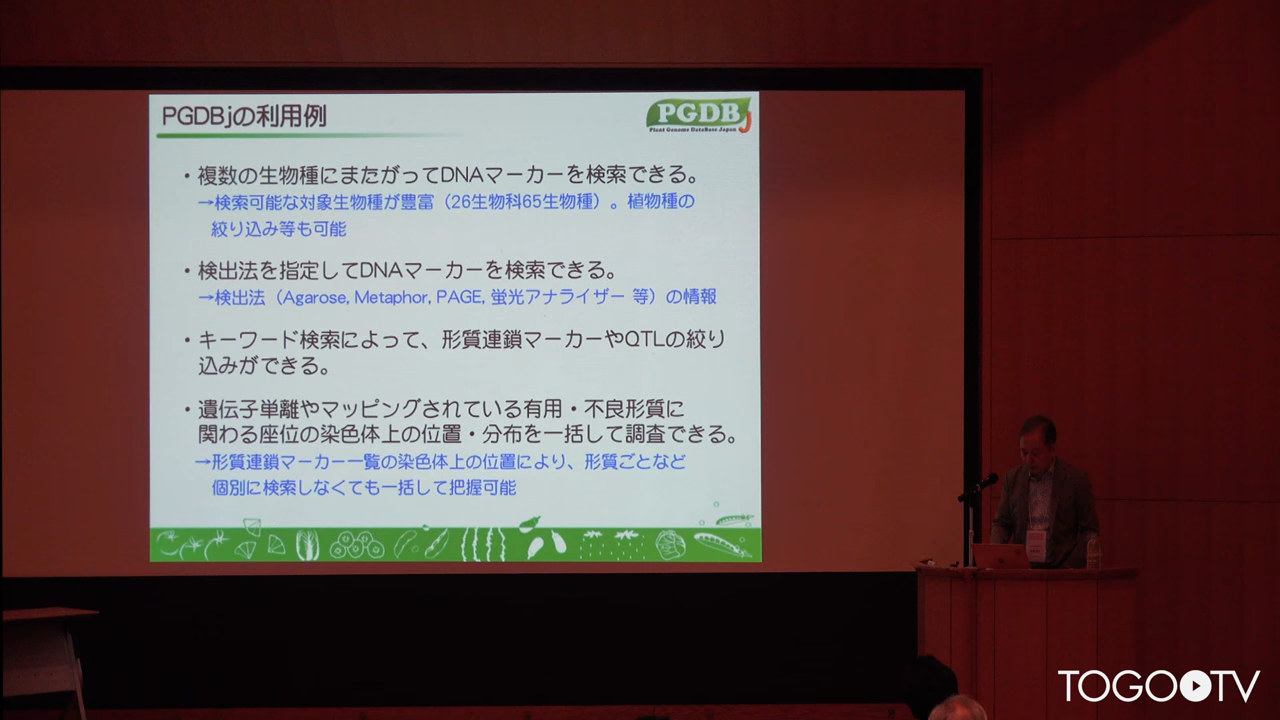 PGDBjの利用例
PGDBj
Plant Genome DataBase Japan
・複数の生物種にまたがってDNAマーカーを検索できる。
→検索可能な対象生物種が豊富（26生物科65生物種）。植物種の
絞り込み等も可能
・検出法を指定してDNAマーカーを検索できる。
→検出法（Agarose, Metaphor, PAGE, 蛍光アナライザー 等）の情報
・キーワード検索によって、形質連鎖マーカーやQTLの絞り
込みができる。
・遺伝子単離やマッピングされている有用・不良形質に
関わる座位の染色体上の位置・分布を一括して調査できる。
→形質連鎖マーカー一覧の染色体上の位置により、形質ごとなど
個別に検索しなくても一括して把握可能
TOGO TV